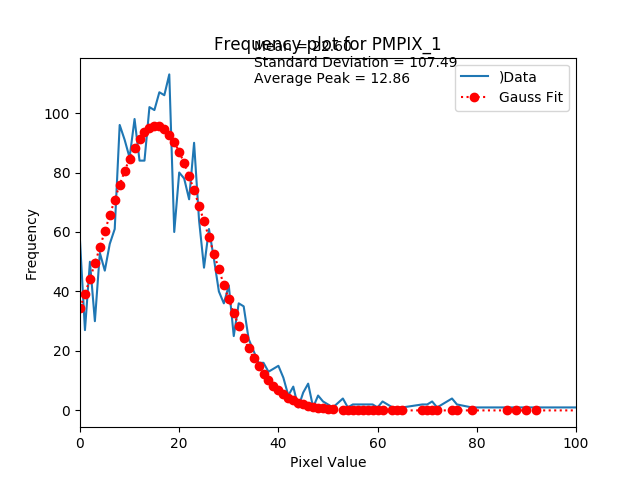 Frequency plot for PMPIX_1
Mean = 22.60
Standard Deviation = 107.49
Average Peak = 12.86
)Data
Gauss Fit
Frequency
100
80
60
40
20
0
0 20 40 60 80 100
Pixel Value